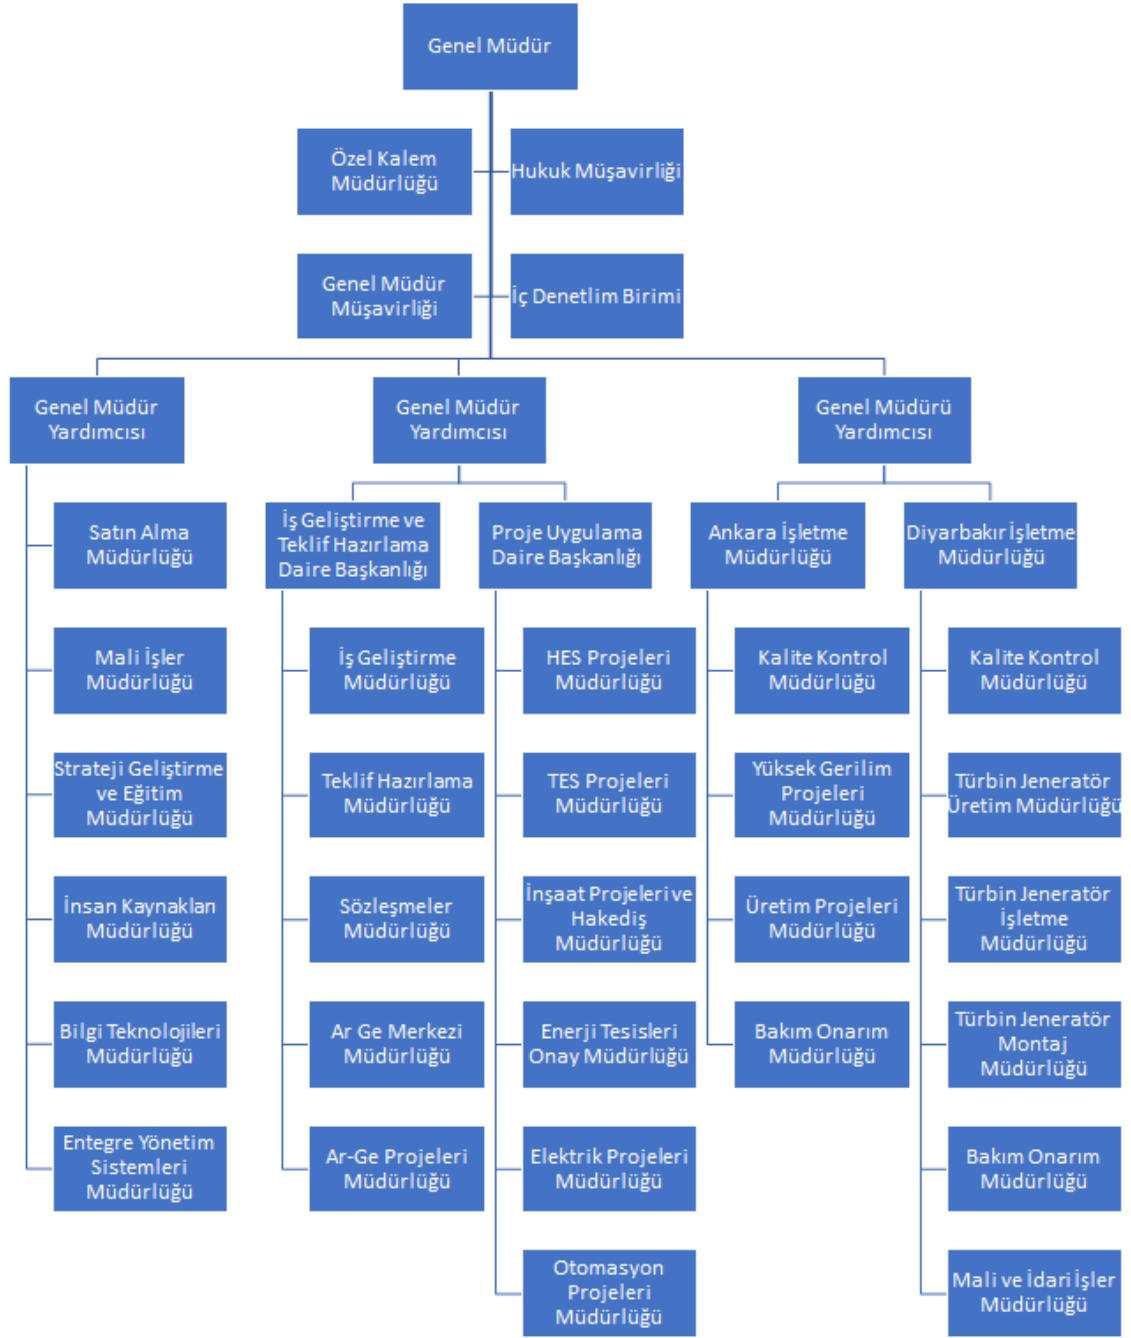 Genel Müdür
Özel Kalem
Müdürlüğü
Hukuk Müşavirliği
Genel Müdür
Müşavirliği
İç Denetlim Birimi
Genel Müdür
Yardımcısı
Genel Müdür
Yardımcısı
Genel Müdürü
Yardımcısı
Satın Alma
Müdürlüğü
Mali İşler
Müdürlüğü
Strateji Geliştirme
ve Eğitim
Müdürlüğü
İnsan Kaynakları
Müdürlüğü
Bilgi Teknolojileri
Müdürlüğü
Entegre Yönetim
Sistemleri
Müdürlüğü
İş Geliştirme ve
Teklif Hazırlama
Daire Başkanlığı
İş Geliştirme
Müdürlüğü
Teklif Hazırlama
Müdürlüğü
Sözleşmeler
Müdürlüğü
Ar Ge Merkezi
Müdürlüğü
Ar-Ge Projeleri
Müdürlüğü
Proje Uygulama
Daire Başkanlığı
HES Projeleri
Müdürlüğü
TES Projeleri
Müdürlüğü
İnşaat Projeleri ve
Hakediş
Müdürlüğü
Enerji Tesisleri
Onay Müdürlüğü
Elektrik Projeleri
Müdürlüğü
Otomasyon
Projeleri
Müdürlüğü
Ankara İşletme
Müdürlüğü
Kalite Kontrol
Müdürlüğü
Yüksek Gerilim
Projeleri
Müdürlüğü
Üretim Projeleri
Müdürlüğü
Bakım Onarım
Müdürlüğü
Diyarbakır İşletme
Müdürlüğü
Kalite Kontrol
Müdürlüğü
Türbin Jeneratör
Üretim Müdürlüğü
Türbin Jeneratör
İşletme
Müdürlüğü
Türbin Jeneratör
Montaj
Müdürlüğü
Bakım Onarım
Müdürlüğü
Mali ve İdari İşler
Müdürlüğü